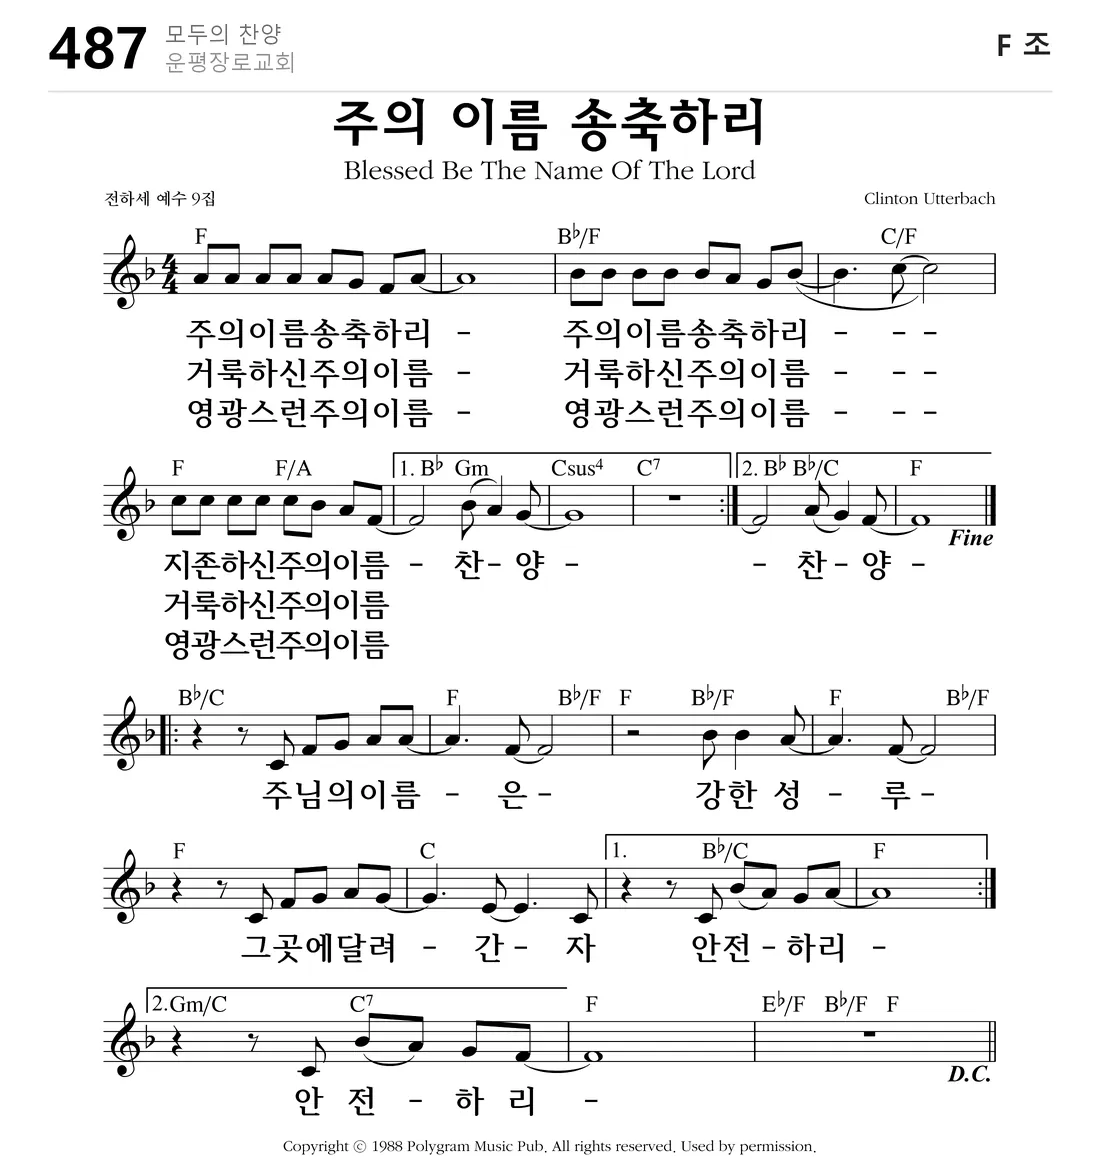 487 모두의 찬양 F 조
운평장로교회
주의 이름 송축하리
Blessed Be The Name Of The Lord
전하세 예수 9집 Clinton Utterbach
F B♭/F C/F
4/4
주의이름송축하리 - 주의이름송축하리 - - -
거룩하신주의이름 - 거룩하신주의이름 - - -
영광스런주의이름 - 영광스런주의이름 - - -
F F/A 1. B♭ Gm Csus4 C7 2. B♭ B♭/C F
Fine
지존하신주의이름 - 찬 - 양 - - 찬 - 양 -
거룩하신주의이름
영광스런주의이름
B♭/C F B♭/F F B♭/F F B♭/F
주님의이름 - 은 - 강한 성 - 루 -
F C 1. B♭/C F
그곳에달려 - 간 - 자 안전 - 하리 -
2. Gm/C C7 F E♭/F B♭/F F
D.C.
안 전 - 하 리 -
Copyright ⓒ 1988 Polygram Music Pub. All rights reserved. Used by permission.